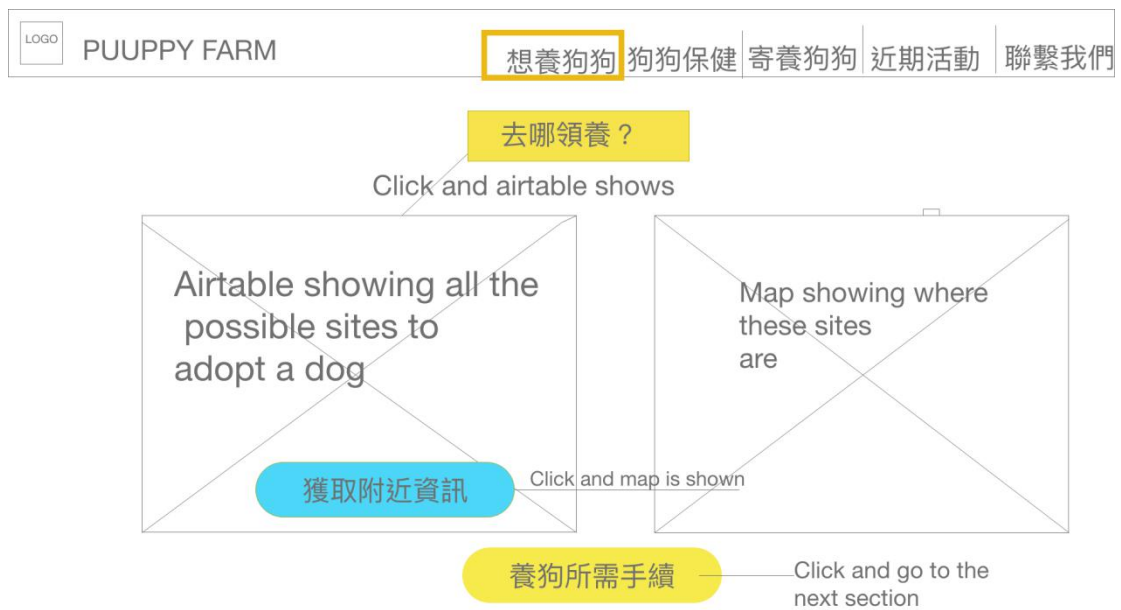 LOGO
PUUPPY FARM
想養狗狗
狗狗保健
寄養狗狗
近期活動
聯繫我們
去哪領養？
Click and airtable shows
Airtable showing all the
possible sites to
adopt a dog
Map showing where
these sites
are
獲取附近資訊
Click and map is shown
養狗所需手續
Click and go to the
next section